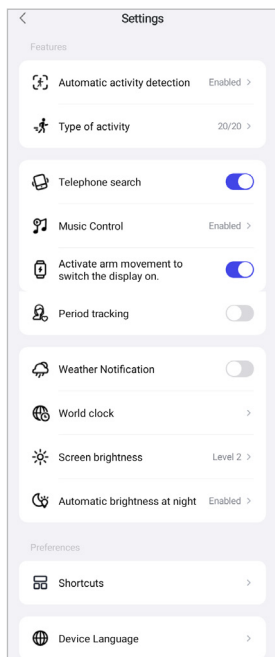 Settings
Features
Automatic activity detection Enabled
Type of activity 20/20
Telephone search
Music Control Enabled
Activate arm movement to
switch the display on.
Period tracking
Weather Notification
World clock
Screen brightness Level 2
Automatic brightness at night Enabled
Preferences
Shortcuts
Device Language